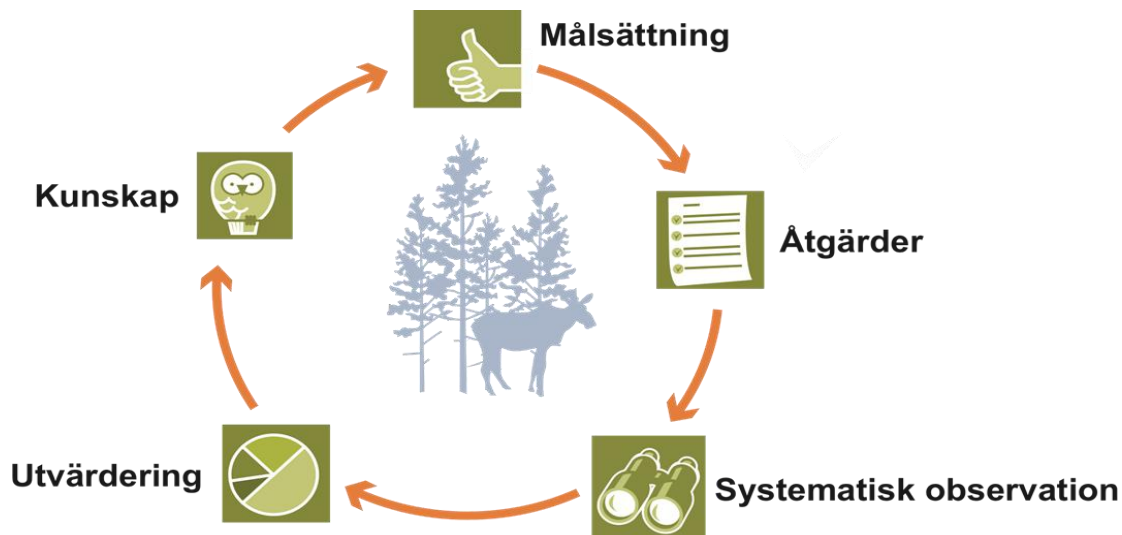 Målsättning
Åtgärder
Systematisk observation
Utvärdering
Kunskap